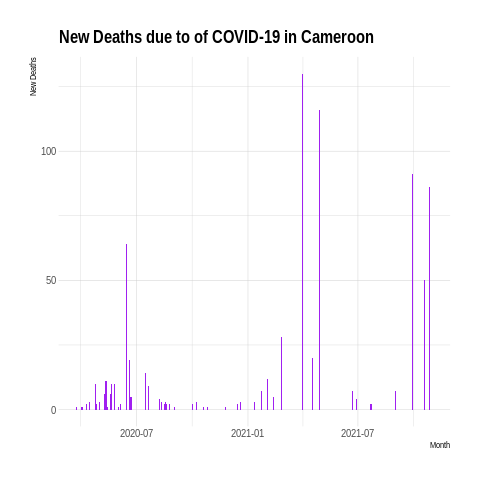 New Deaths due to of COVID-19 in Cameroon
New Deaths
100
50
0
2020-07
2021-01
2021-07
Month